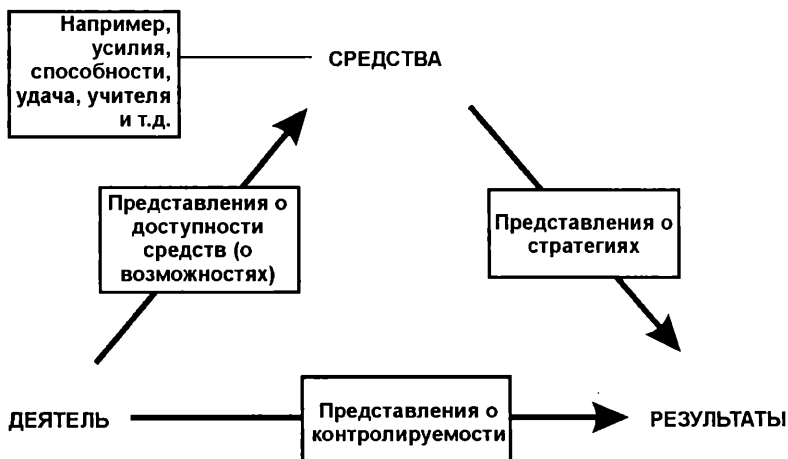 Например,
усилия,
способности,
удача, учителя
и т.д.
СРЕДСТВА
Представления о
доступности
средств (о
возможностях)
Представления о
стратегиях
ДЕЯТЕЛЬ
Представления о
контролируемости
РЕЗУЛЬТАТЫ